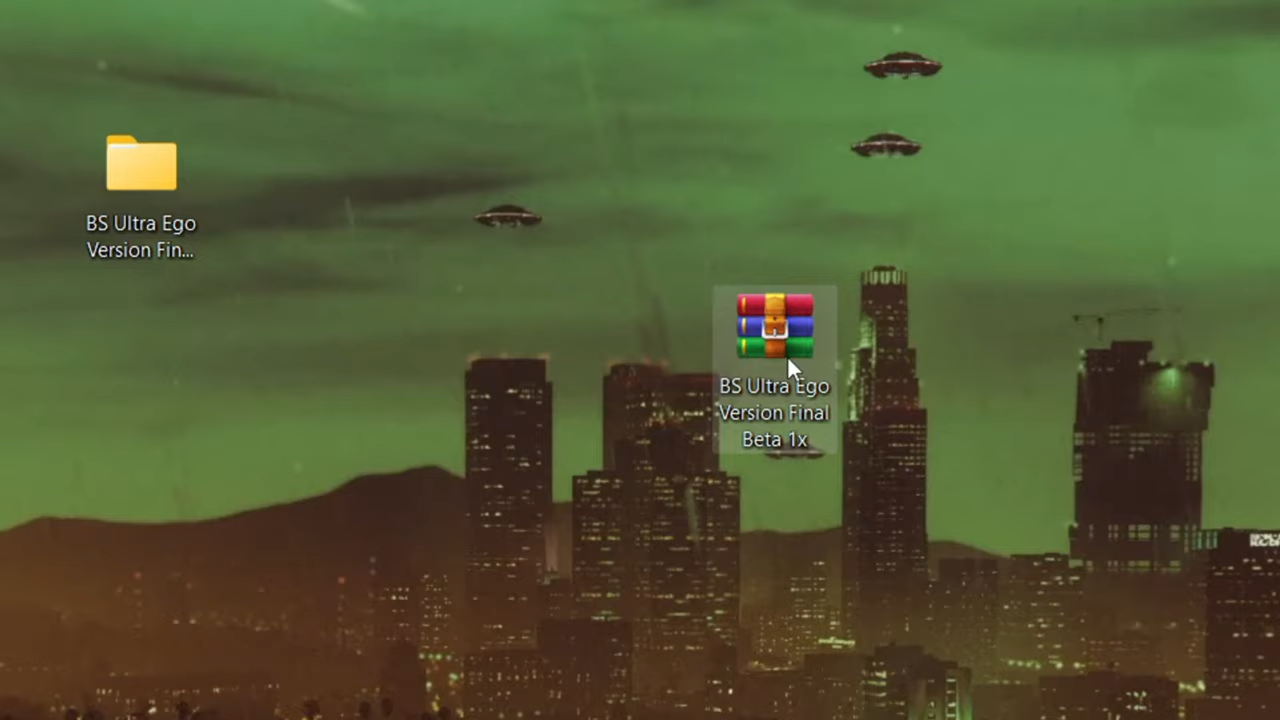 BS Ultra Ego
Version Fin...
BS Ultra Ego
Version Final
Beta 1x